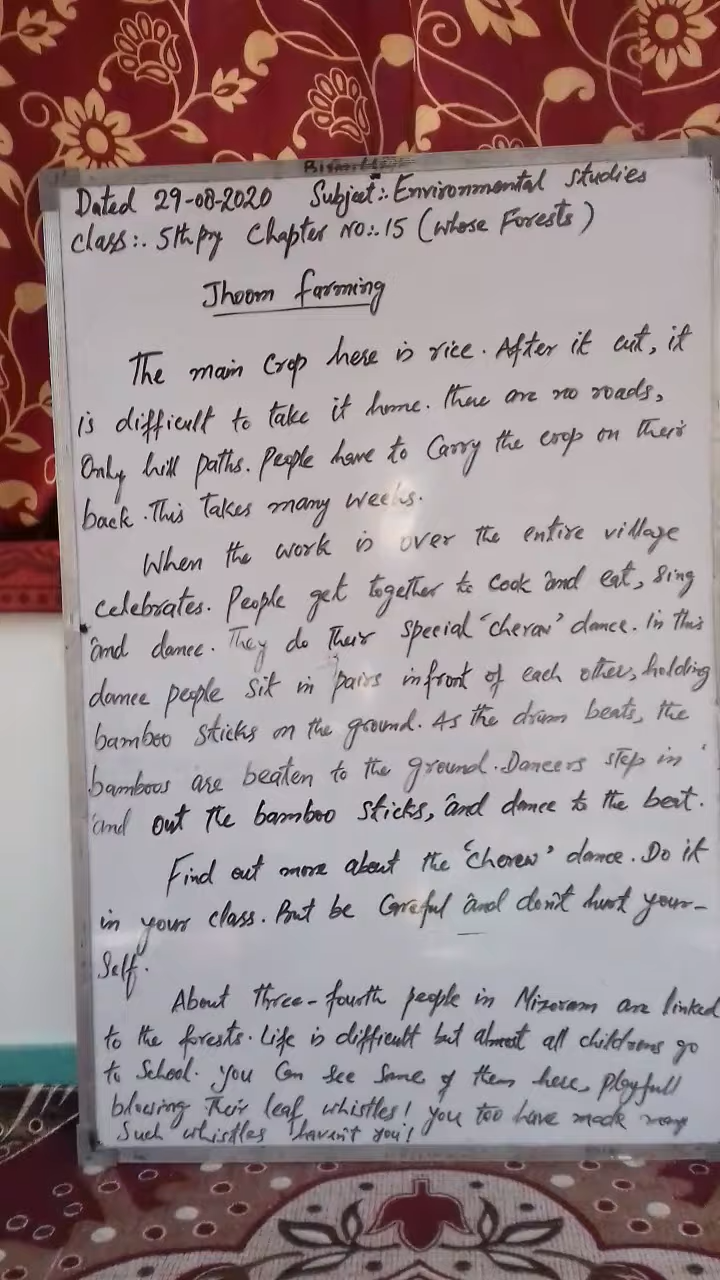 Dated 29-08-2020 Subject:. Environmental studies
class:. 5th pry Chapter No:. 15 (whose Forests)
Jhoom farming
The main Crop here is rice. After it cut, it
is difficult to take it home. there are no roads,
Only hill paths. People have to Carry the crop on their
back. This takes many weeks.
When the work is over the entire village
celebrates. People get together to cook and eat, sing
and dance. They do their special 'cheraw' dance. In this
dance people sit in pairs infront of each other, holding
bamboo sticks on the ground. As the drum beats, the
bamboos are beaten to the ground. Dancers step in
and out the bamboo sticks, and dance to the beat.
Find out more about the 'cherew' dance. Do it
in your class. But be Careful and don't hurt your-
Self.
About three-fourth people in Mizoram are linked
to the forests. Life is difficult but almost all childrens go
to School. you Can see Some of them here, playfull
blowing Their leaf whistles! you too have made many
Such whistles haven't you!